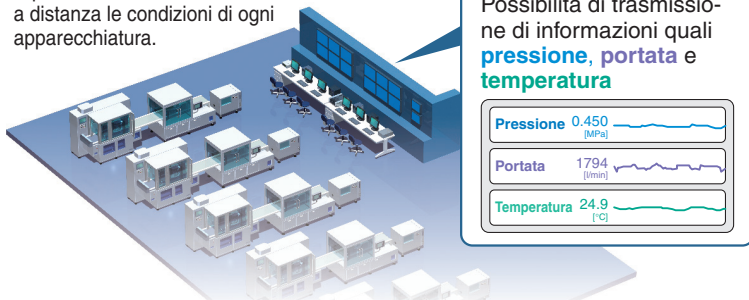 a distanza le condizioni di ogni
apparecchiatura.
Possibilità di trasmissio-
ne di informazioni quali
pressione, portata e
temperatura
Pressione 0.450
[MPa]
Portata 1794
[l/min]
Temperatura 24.9
[°C]